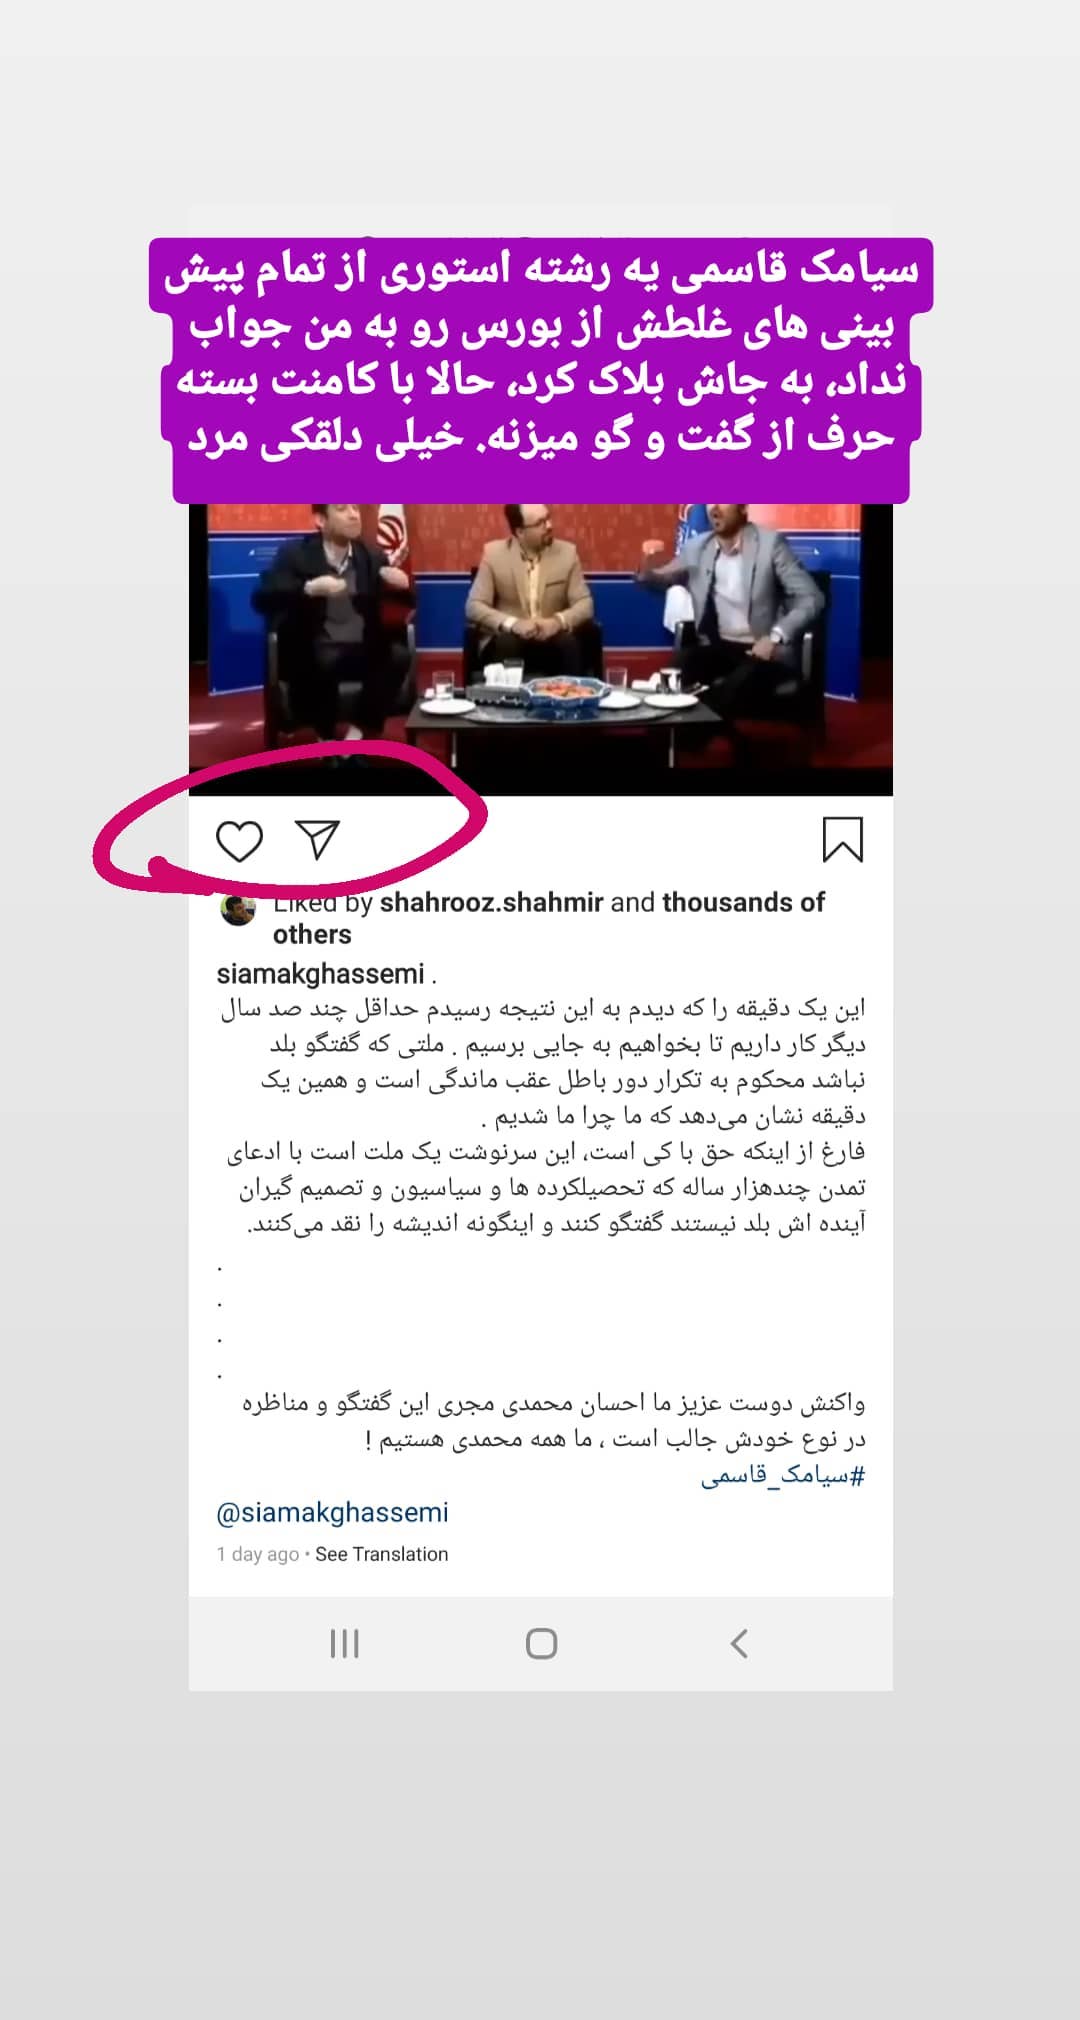 سیامک قاسمی یه رشته استوری از تمام پیش
بینی های غلطش از بورس رو به من جواب
نداد، به جاش بلاک کرد، حالا با کامنت بسته
حرف از گفت و گو میزنه. خیلی دلقکی مرد
Liked by shahrooz.shahmir and thousands of
others
siamakghassemi .
این یک دقیقه را که دیدم به این نتیجه رسیدم حداقل چند صد سال
دیگر کار داریم تا بخواهیم به جایی برسیم . ملتی که گفتگو بلد
نباشد محکوم به تکرار دور باطل عقب ماندگی است و همین یک
دقیقه نشان می‌دهد که ما چرا ما شدیم .
فارغ از اینکه حق با کی است، این سرنوشت یک ملت است با ادعای
تمدن چندهزار ساله که تحصیلکرده ها و سیاسیون و تصمیم گیران
آینده اش بلد نیستند گفتگو کنند و اینگونه اندیشه را نقد می‌کنند.
.
.
.
.
واکنش دوست عزیز ما احسان محمدی مجری این گفتگو و مناظره
در نوع خودش جالب است ، ما همه محمدی هستیم !
#سیامک_قاسمی
@siamakghassemi
1 day ago • See Translation